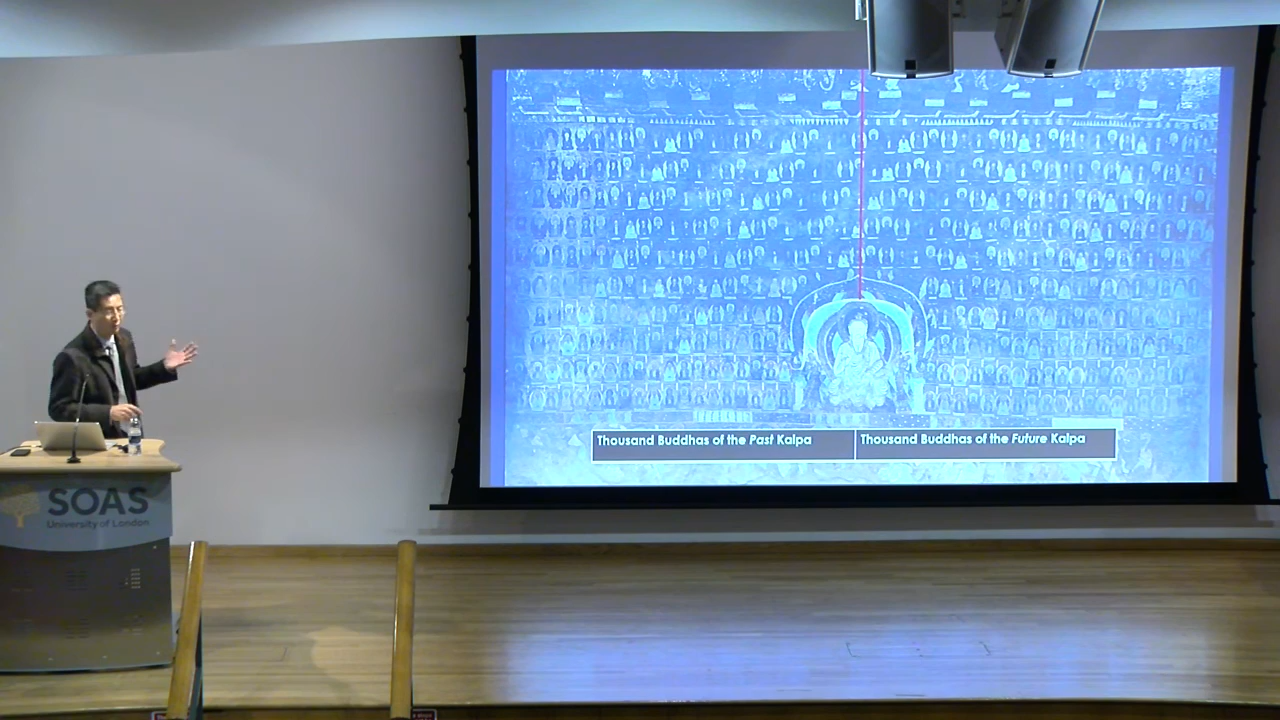 Thousand Buddhas of the Past Kalpa
Thousand Buddhas of the Future Kalpa
SOAS
University of London